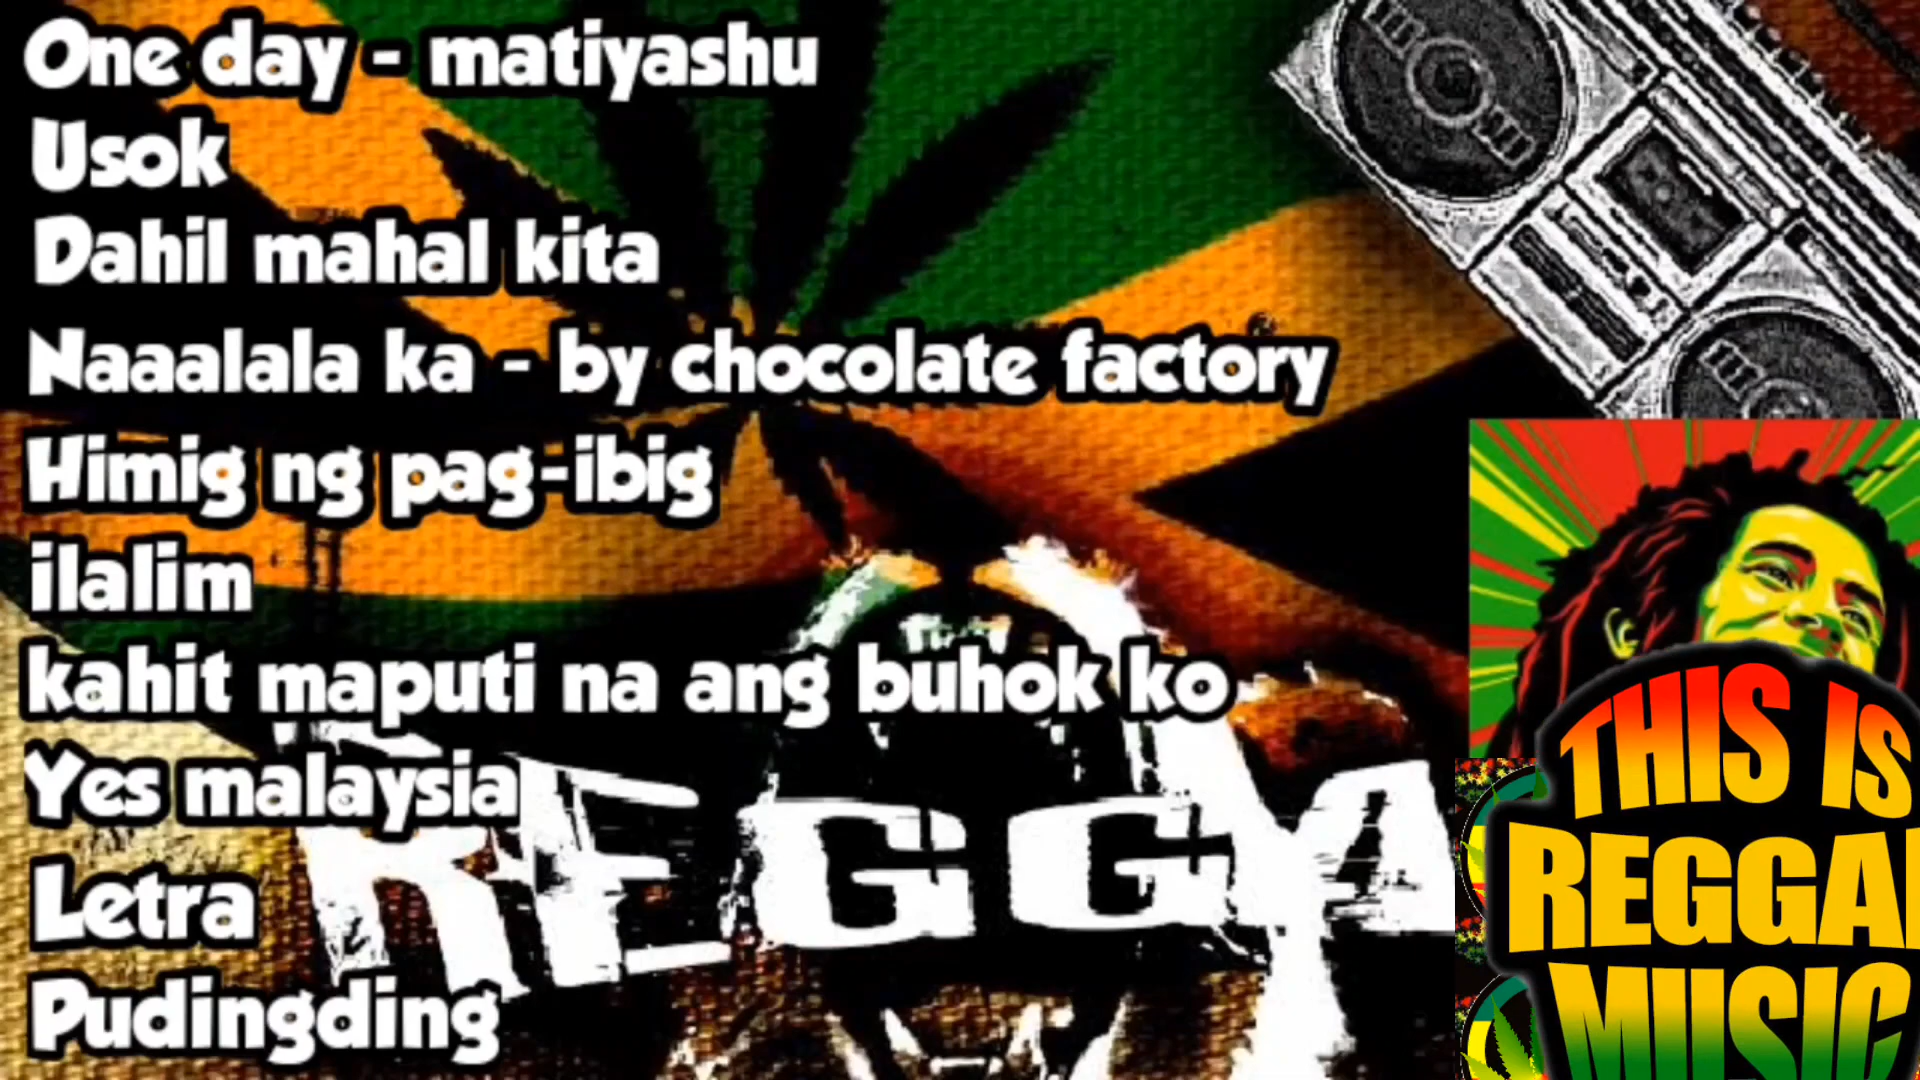 One day - matiyashu
Usok
Dahil mahal kita
Naaalala ka - by chocolate factory
Himig ng pag-ibig
ilalim
kahit maputi na ang buhok ko
Yes malaysia
Letra
Pudingding
REGGA
THIS IS
REGGAE
MUSIC